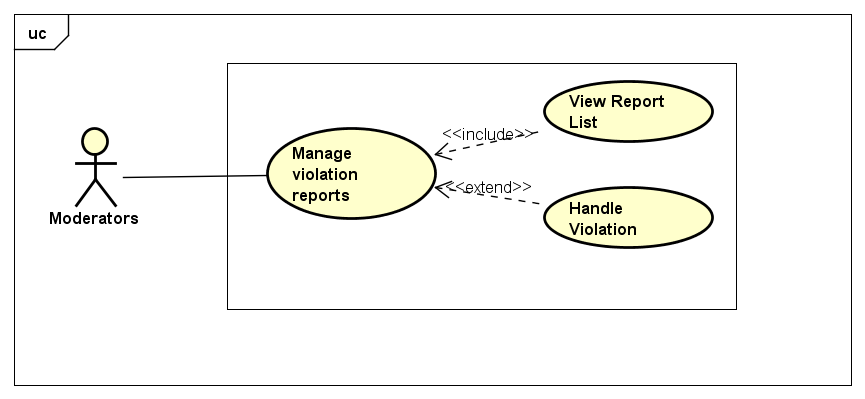 uc
View Report
List
<<include>>
Manage
violation
reports
<<extend>>
Handle
Violation
Moderators